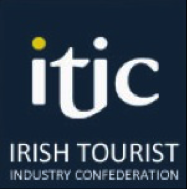 itic
IRISH TOURIST
INDUSTRY CONFEDERATION